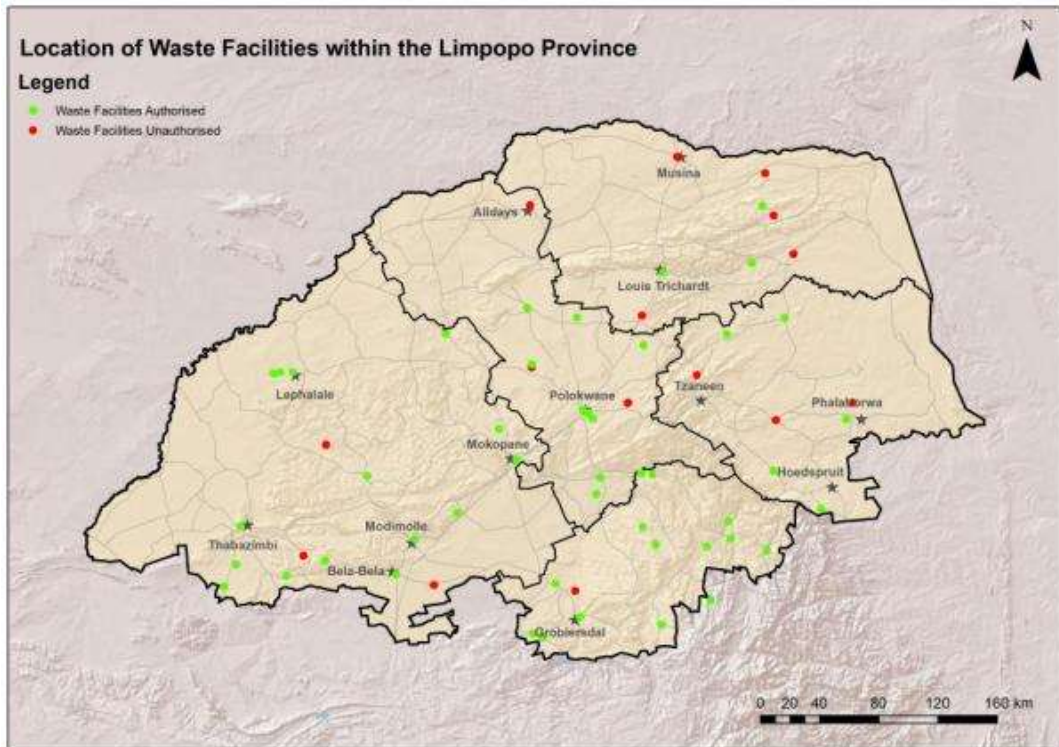 Location of Waste Facilities within the Limpopo Province
N
Legend
Waste Facilities Authorised
Waste Facilities Unauthorised
Musina
Alldays
Louis Trichardt
Lephalale
Tzaneen
Polokwane
Phalaborwa
Mokopane
Hoedspruit
Modimolle
Thabazimbi
Bela-Bela
Groblersdal
0 20 40 80 120 160 km